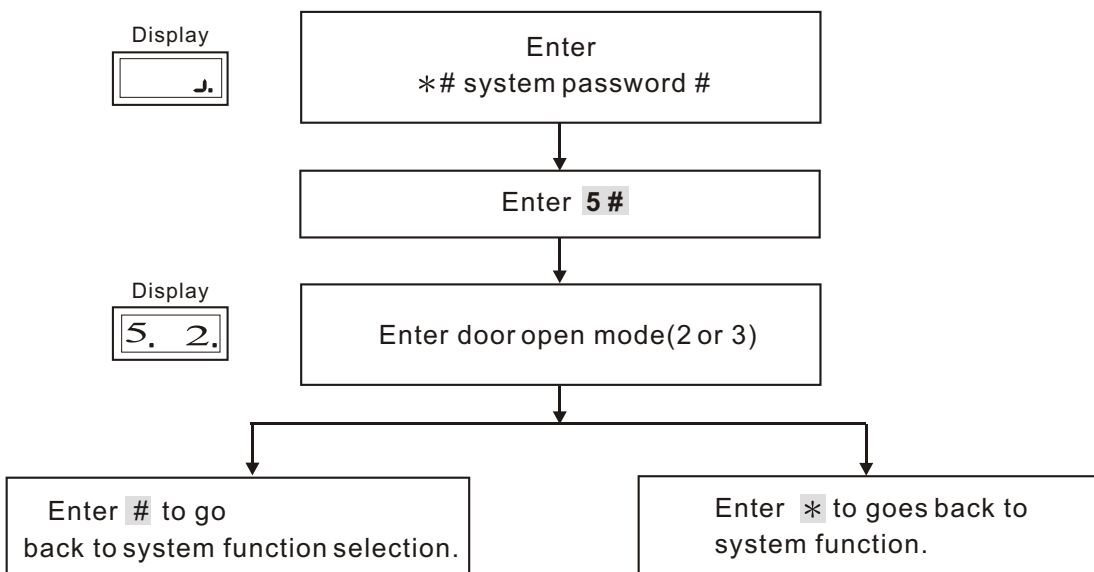 Display
Enter
*# system password #
Enter 5 #
Display
5. 2.
Enter door open mode(2 or 3)
Enter # to go
back to system function selection.
Enter * to goes back to
system function.